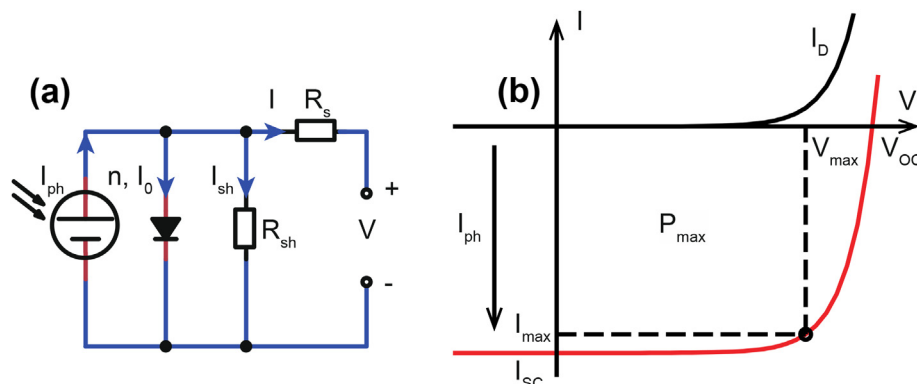 (a)
I
R_s
I_ph
n, I_0
I_sh
R_sh
+
V
-
(b)
I
I_D
V
V_max
V_OC
I_ph
P_max
I_max
I_SC